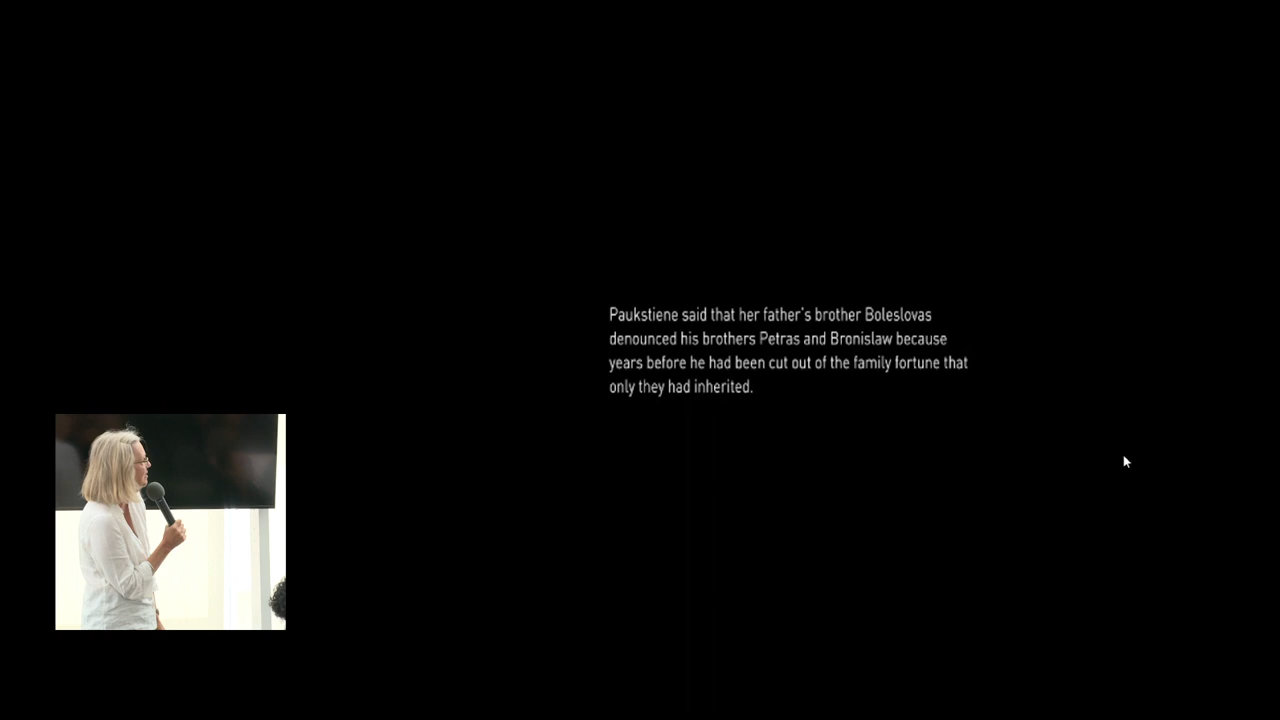 Paukstiene said that her father's brother Boleslovas
denounced his brothers Petras and Bronislaw because
years before he had been cut out of the family fortune that
only they had inherited.